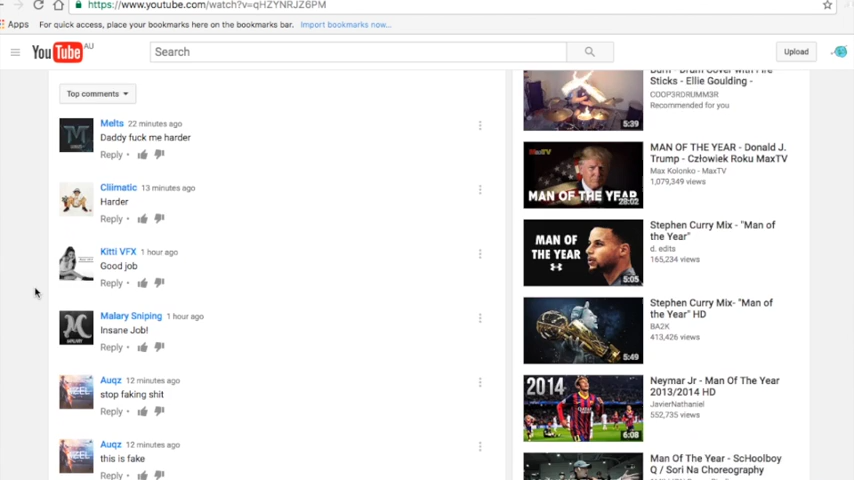 https://www.youtube.com/watch?v=qHZYNRJZ6PM
Apps For quick access, place your bookmarks here on the bookmarks bar. Import bookmarks now...
YouTube AU
Search
Upload
Top comments
Melts 22 minutes ago
Daddy fuck me harder
Reply
Cliimatic 13 minutes ago
Harder
Reply
Kitti VFX 1 hour ago
Good job
Reply
Malary Sniping 1 hour ago
Insane Job!
Reply
Auqz 12 minutes ago
stop faking shit
Reply
Auqz 12 minutes ago
this is fake
Reply
Burn - Drum Cover with Fire
Sticks - Ellie Goulding -
COOP3RDRUMM3R
Recommended for you
5:39
MAN OF THE YEAR - Donald J.
Trump - Człowiek Roku MaxTV
Max Kolonko - MaxTV
1,079,349 views
MaxTV
MAN OF THE YEAR
28:02
Stephen Curry Mix - "Man of
the Year"
d. edits
165,234 views
MAN OF
THE YEAR
5:05
Stephen Curry Mix- "Man of
the Year" HD
BA2K
413,426 views
5:49
Neymar Jr - Man Of The Year
2013/2014 HD
JavierNathaniel
552,735 views
2014
6:08
Man Of The Year - ScHoolboy
Q / Sori Na Choreography